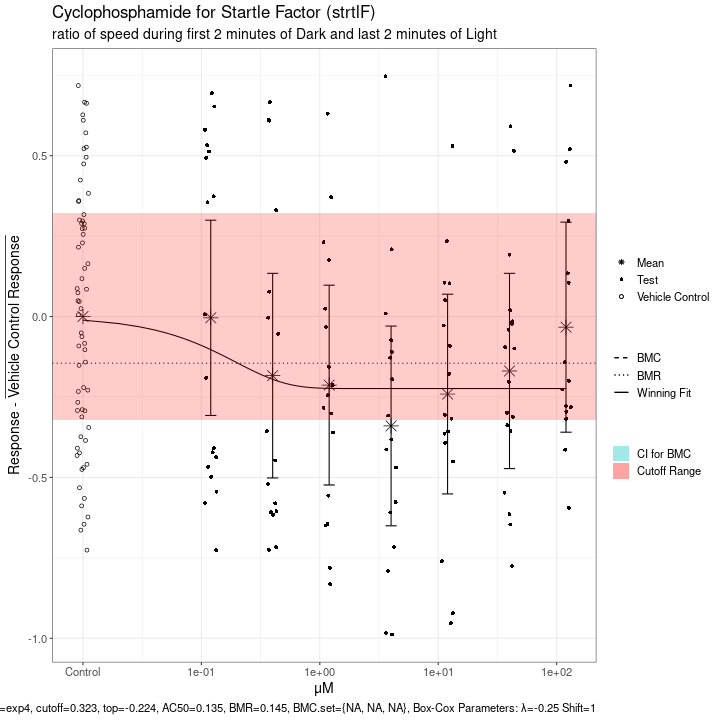 Cyclophosphamide for Startle Factor (strtlF)
ratio of speed during first 2 minutes of Dark and last 2 minutes of Light
Response - Vehicle Control Response
0.5
0.0
-0.5
-1.0
Control
1e-01
1e+00
1e+01
1e+02
µM
Mean
Test
Vehicle Control
BMC
BMR
Winning Fit
CI for BMC
Cutoff Range
=exp4, cutoff=0.323, top=-0.224, AC50=0.135, BMR=0.145, BMC.set={NA, NA, NA}, Box-Cox Parameters: λ=-0.25 Shift=1